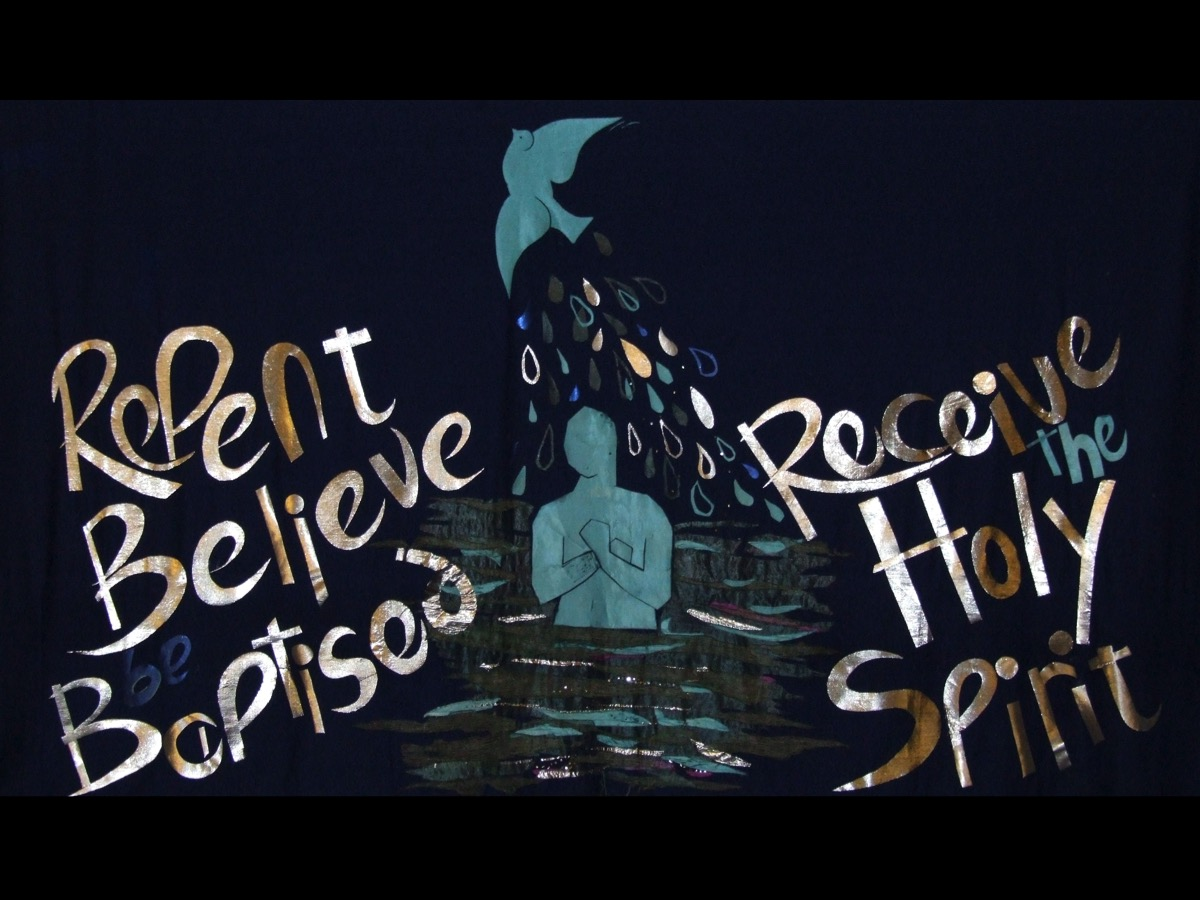 Repent
Believe
be
Baptised
Receive
the
Holy
Spirit